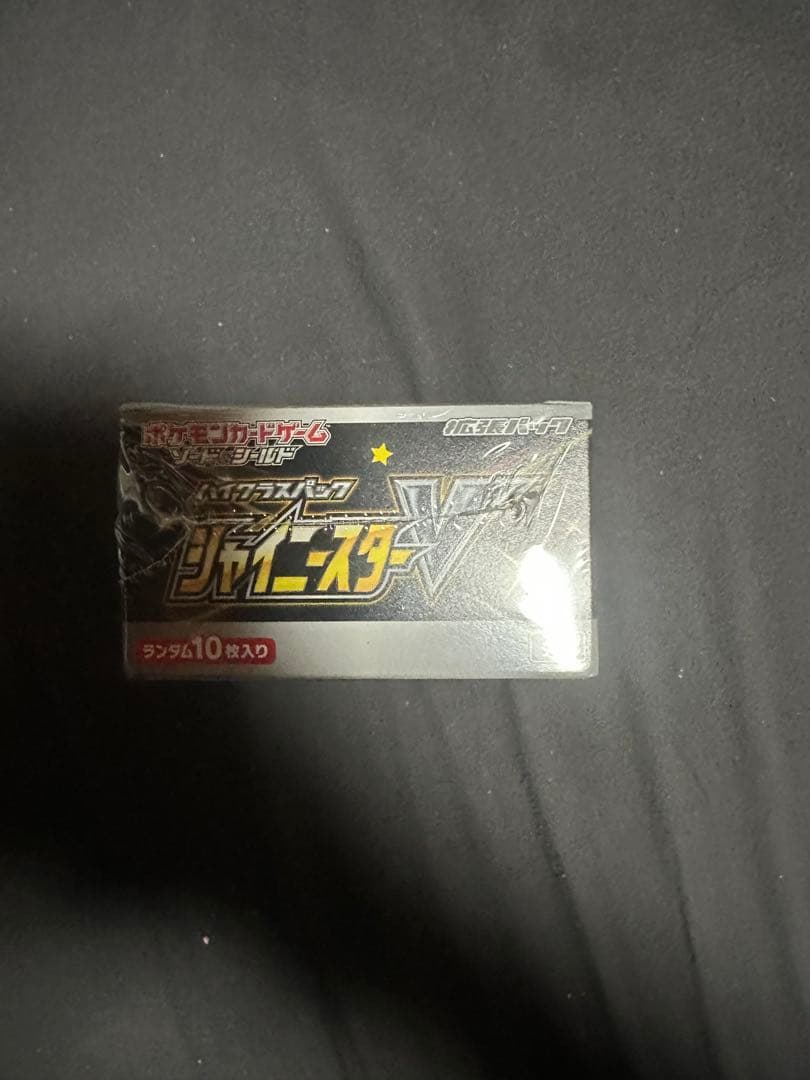 ポケモンカードゲーム
拡張パック
ソード&シールド
ハイクラスパック
シャイニースターV
ランダム10枚入り